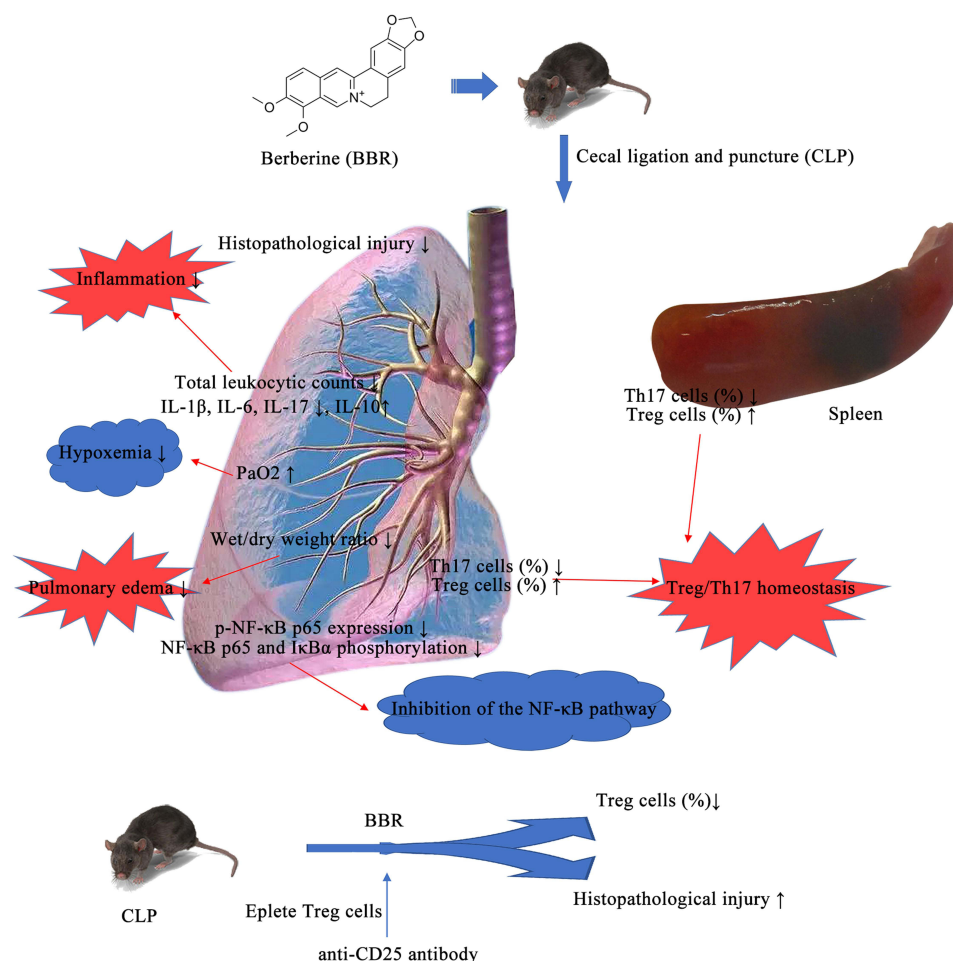 O
O
N+
O
O
Berberine (BBR)
Cecal ligation and puncture (CLP)
Histopathological injury ↓
Inflammation ↓
Total leukocytic counts ↓
IL-1β, IL-6, IL-17 ↓, IL-10↑
Th17 cells (%) ↓
Treg cells (%) ↑
Spleen
Hypoxemia ↓
PaO2 ↑
Wet/dry weight ratio ↓
Th17 cells (%) ↓
Treg cells (%) ↑
Pulmonary edema ↓
Treg/Th17 homeostasis
p-NF-κB p65 expression ↓
NF-κB p65 and IκBα phosphorylation ↓
Inhibition of the NF-κB pathway
Treg cells (%)↓
BBR
Histopathological injury ↑
CLP
Eplete Treg cells
anti-CD25 antibody